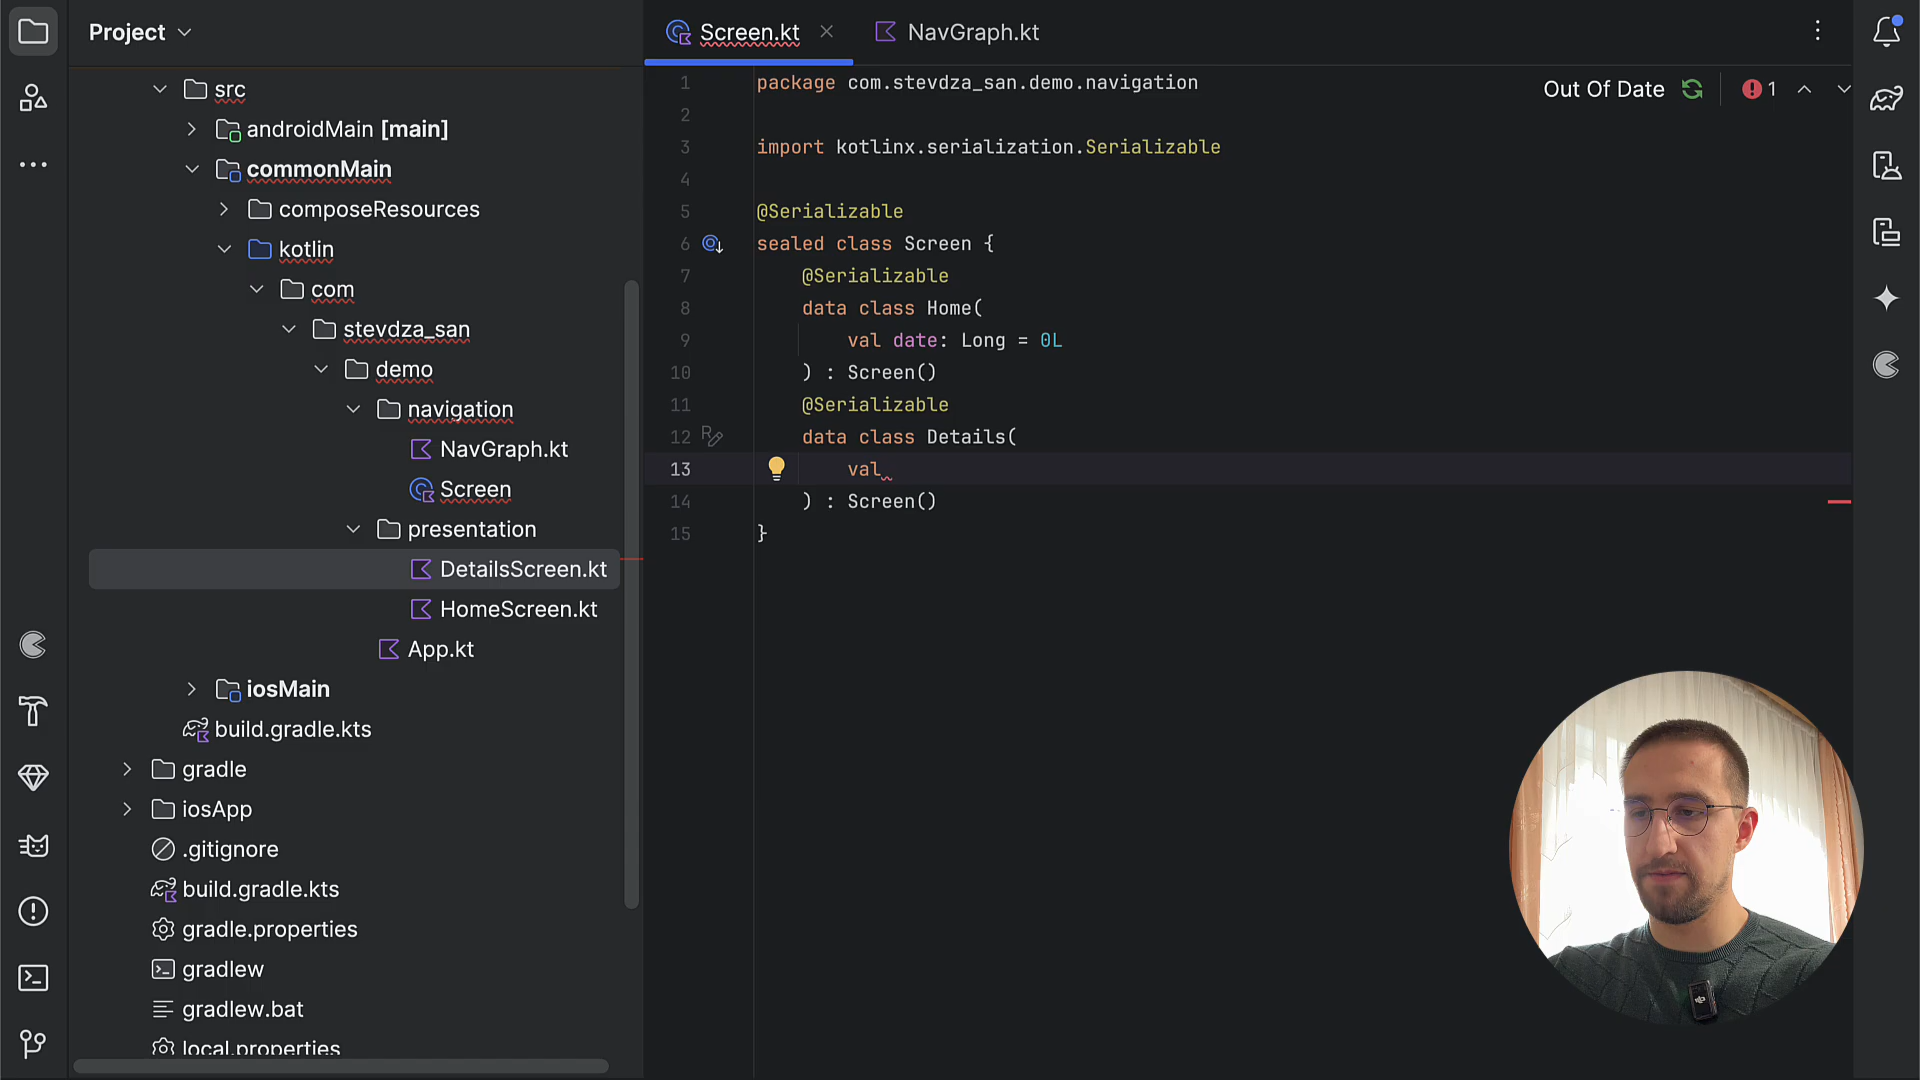 Project
src
androidMain [main]
commonMain
composeResources
kotlin
com
stevdza_san
demo
navigation
NavGraph.kt
Screen
presentation
DetailsScreen.kt
HomeScreen.kt
App.kt
iosMain
build.gradle.kts
gradle
iosApp
.gitignore
build.gradle.kts
gradle.properties
gradlew
gradlew.bat
local.properties
Screen.kt
NavGraph.kt
Out Of Date
1
1 package com.stevdza_san.demo.navigation
2
3 import kotlinx.serialization.Serializable
4
5 @Serializable
6 sealed class Screen {
7 @Serializable
8 data class Home(
9 val date: Long = 0L
10 ) : Screen()
11 @Serializable
12 data class Details(
13 val
14 ) : Screen()
15 }